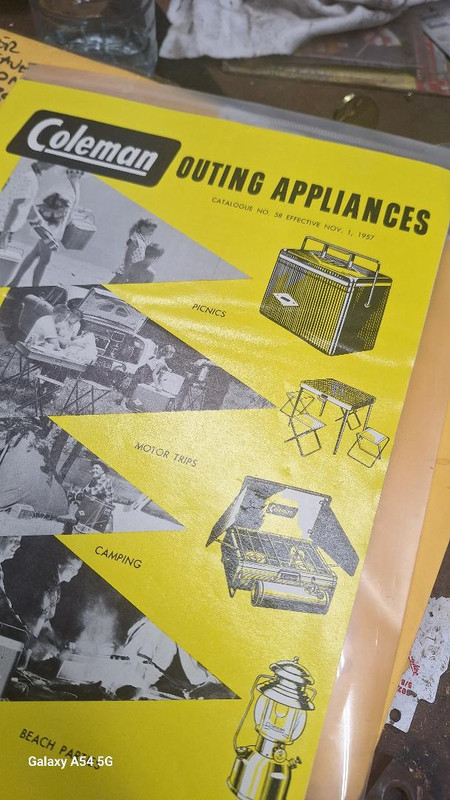 Coleman
OUTING APPLIANCES
CATALOGUE NO. 58 EFFECTIVE NOV. 1, 1957
PICNICS
MOTOR TRIPS
Coleman
CAMPING
BEACH PARTIES
Galaxy A54 5G